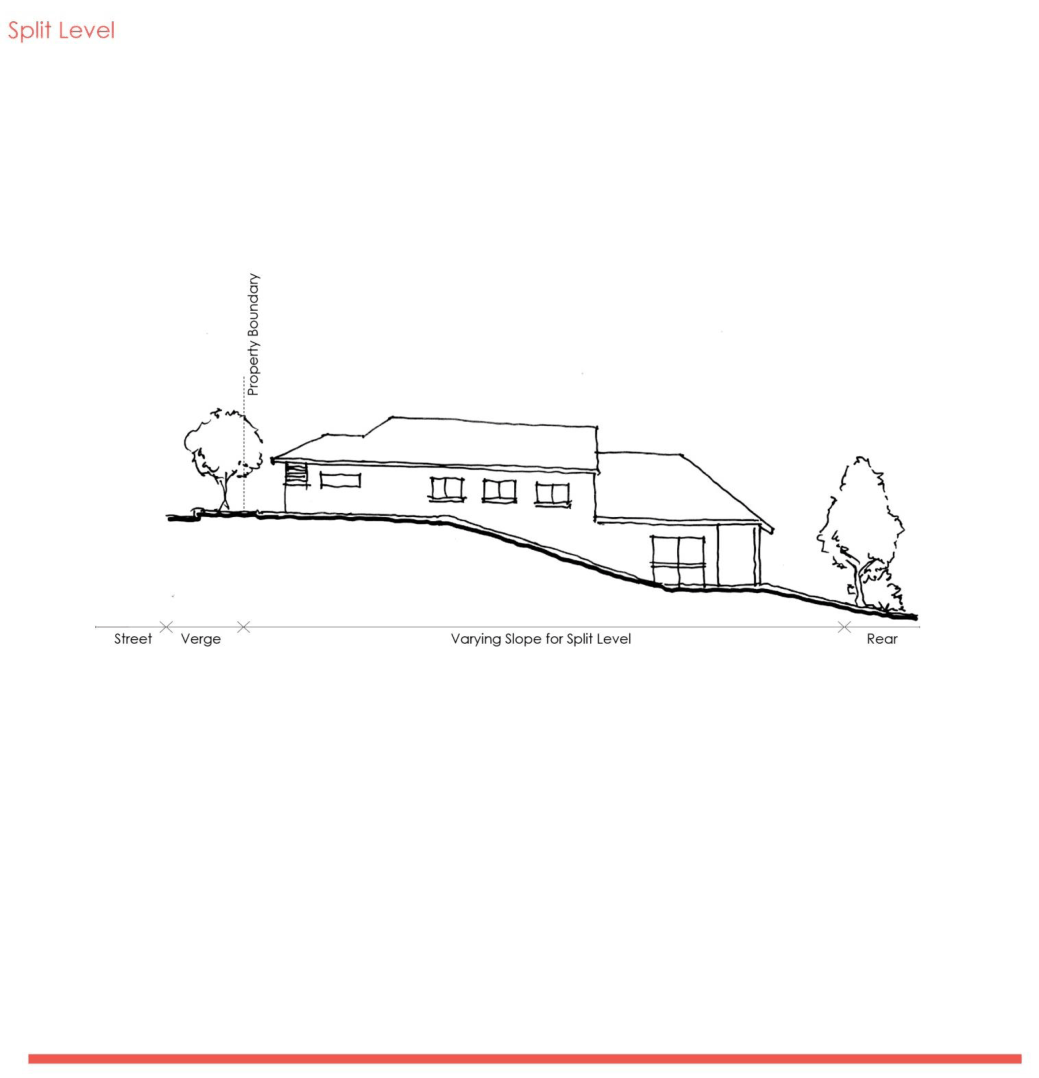 Split Level
Property Boundary
Street
Verge
Varying Slope for Split Level
Rear